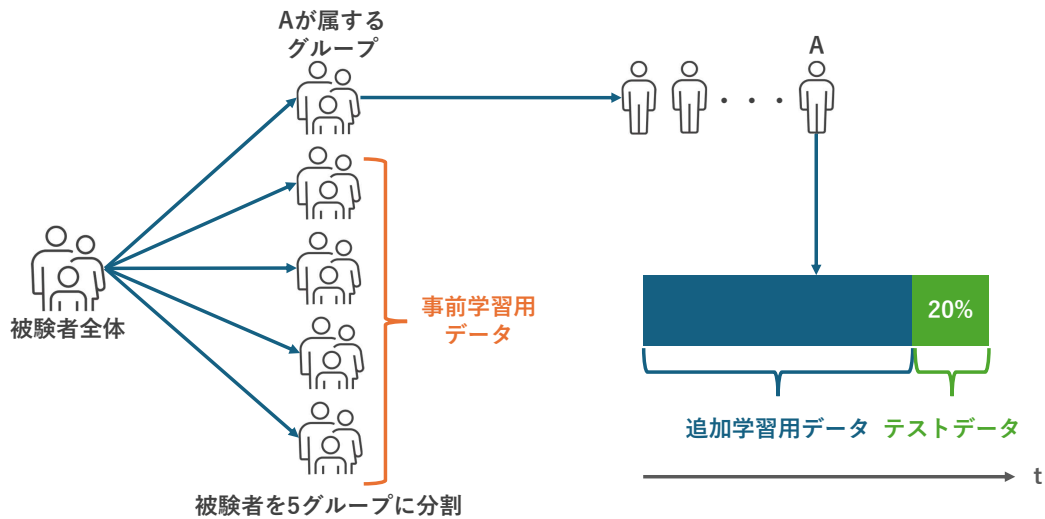 Aが属する
グループ
A
被験者全体
事前学習用
データ
20%
追加学習用データ
テストデータ
t
被験者を5グループに分割